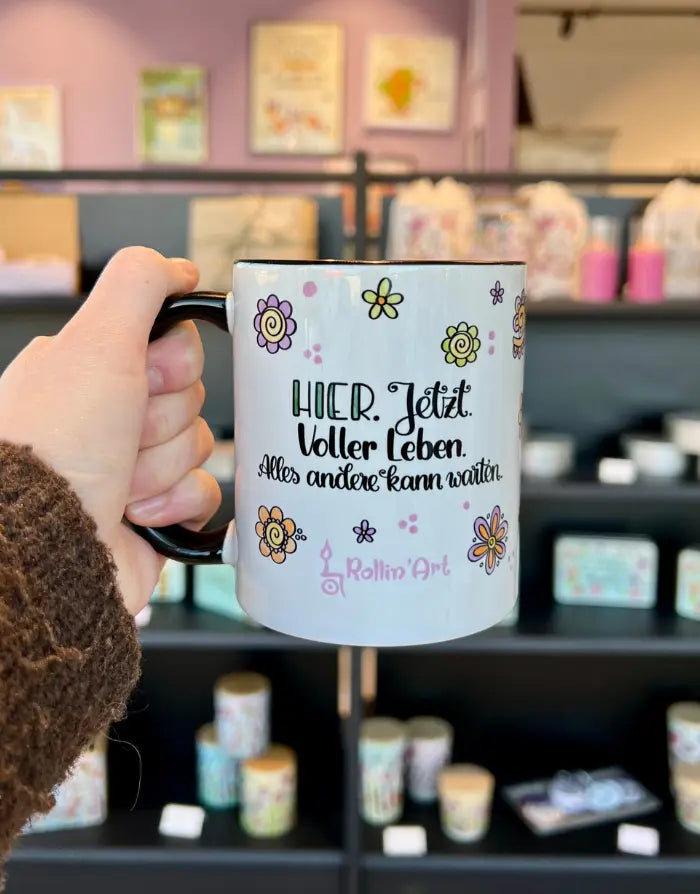 HIER. Jetzt.
Voller Leben.
Alles andere kann warten.
Rollin'Art